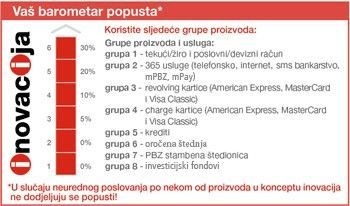 Vaš barometar popusta*
inovacija
6 30%
5 20%
4 10%
3 5%
2 1%
1 0%
Koristite sljedeće grupe proizvoda:
Grupe proizvoda i usluga:
grupa 1 - tekući/žiro i poslovni/devizni račun
grupa 2 - 365 usluga (telefonsko, internet, sms bankarstvo,
mPBZ, mPay)
grupa 3 - revolving kartice (American Express, MasterCard
i Visa Classic)
grupa 4 - charge kartice (American Express, MasterCard
i Visa Classic)
grupa 5 - krediti
grupa 6 - oročena štednja
grupa 7 - PBZ stambena štedionica
grupa 8 - investicijski fondovi
*U slučaju neurednog poslovanja po nekom od proizvoda u konceptu inovacija
ne dodjeljuju se popusti!